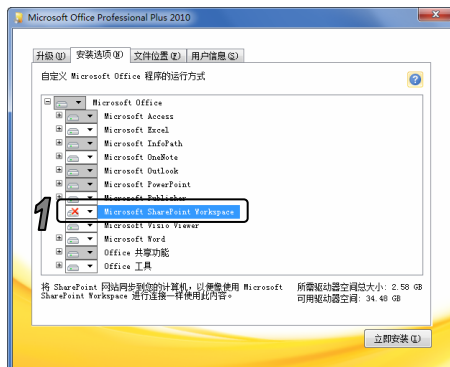 Microsoft Office Professional Plus 2010
升级(U) 安装选项(N) 文件位置(F) 用户信息(S)
自定义 Microsoft Office 程序的运行方式
Microsoft Office
Microsoft Access
Microsoft Excel
Microsoft InfoPath
Microsoft OneNote
Microsoft Outlook
Microsoft PowerPoint
Microsoft Publisher
1
Microsoft SharePoint Workspace
Microsoft Visio Viewer
Microsoft Word
Office 共享功能
Office 工具
将 SharePoint 网站同步到您的计算机，以便像使用 Microsoft
SharePoint Workspace 进行连接一样使用此内容。
所需驱动器空间总大小: 2.58 GB
可用驱动器空间: 34.48 GB
立即安装(I)